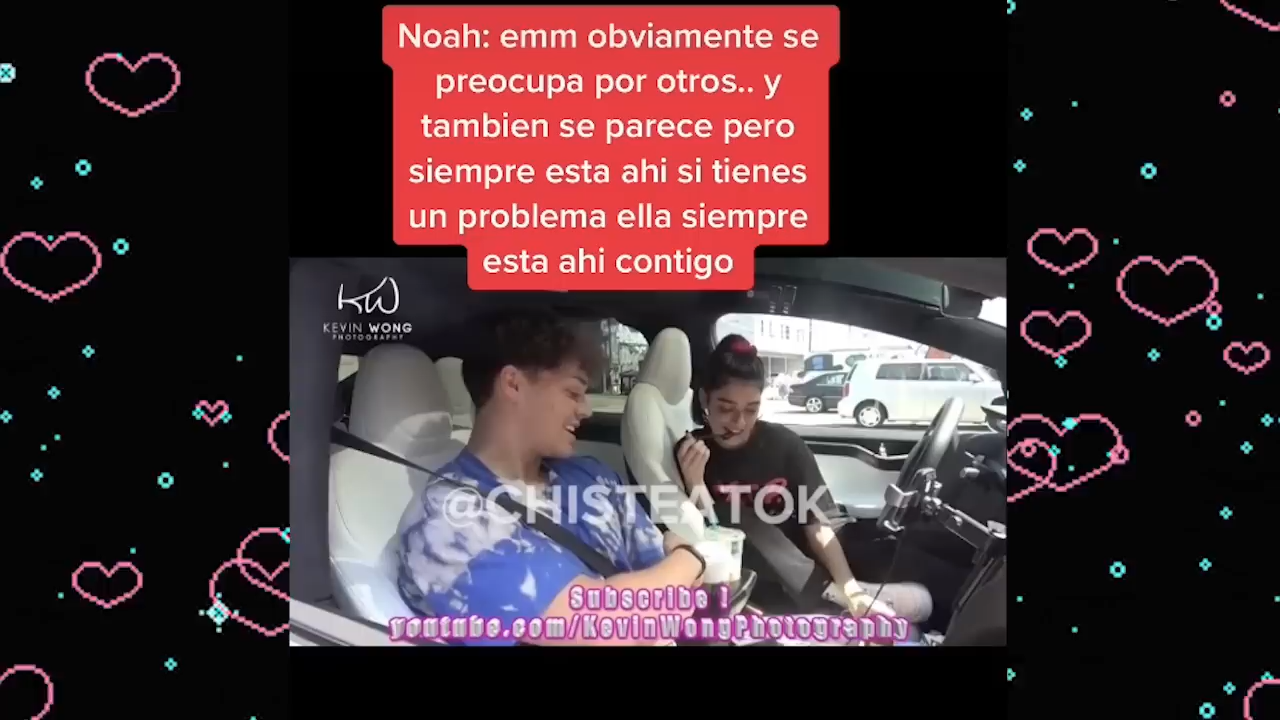 Noah: emm obviamente se
preocupa por otros.. y
tambien se parece pero
siempre esta ahi si tienes
un problema ella siempre
esta ahi contigo
KW
KEVIN WONG
PHOTOGRAPHY
@CHISTEATOK
Subscribe !
youtube.com/KevinWongPhotography